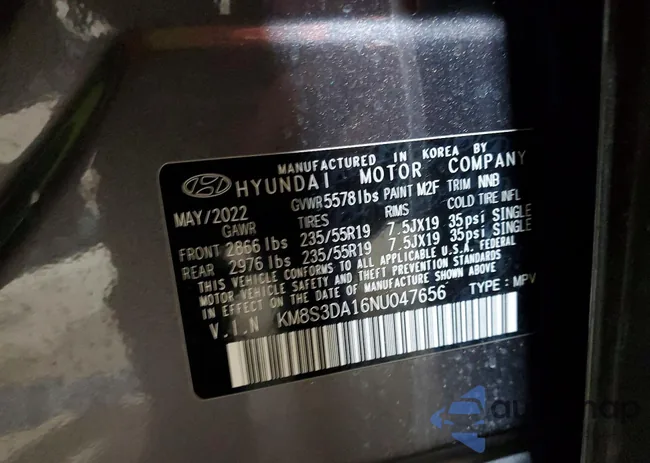 MANUFACTURED IN KOREA BY
HYUNDAI MOTOR COMPANY
MAY/2022 GVWR 5578 lbs PAINT M2F TRIM NNB
GAWR TIRES RIMS COLD TIRE INFL
FRONT 2866 lbs 235/55R19 7.5JX19 35psi SINGLE
REAR 2976 lbs 235/55R19 7.5JX19 35psi SINGLE
THIS VEHICLE CONFORMS TO ALL APPLICABLE U.S.A. FEDERAL
MOTOR VEHICLE SAFETY AND THEFT PREVENTION STANDARDS
IN EFFECT ON THE DATE OF MANUFACTURE SHOWN ABOVE
V.I.N KM8S3DA16NU047656 TYPE : MPV